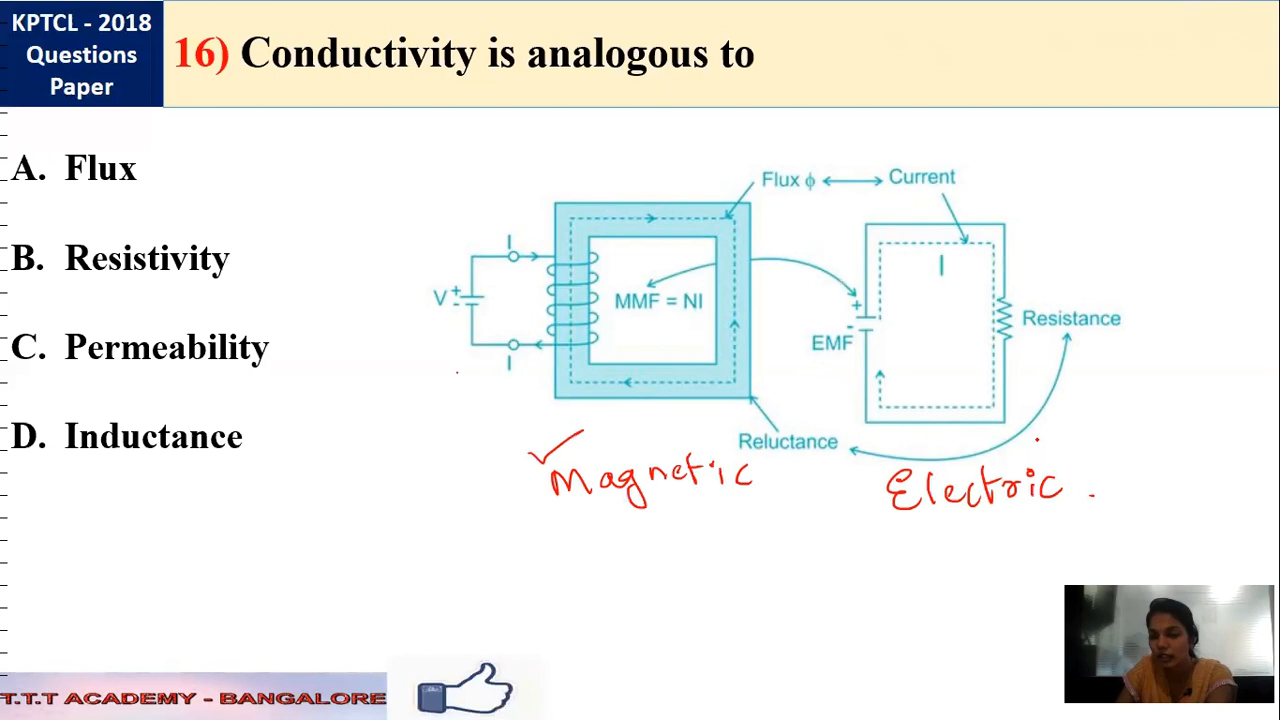 KPTCL - 2018
Questions
Paper
16) Conductivity is analogous to
A. Flux
B. Resistivity
C. Permeability
D. Inductance
Flux ϕ
Current
I
V
+
-
I
MMF = NI
Reluctance
+
-
EMF
I
Resistance
Magnetic
Electric .
T.T.T ACADEMY - BANGALORE